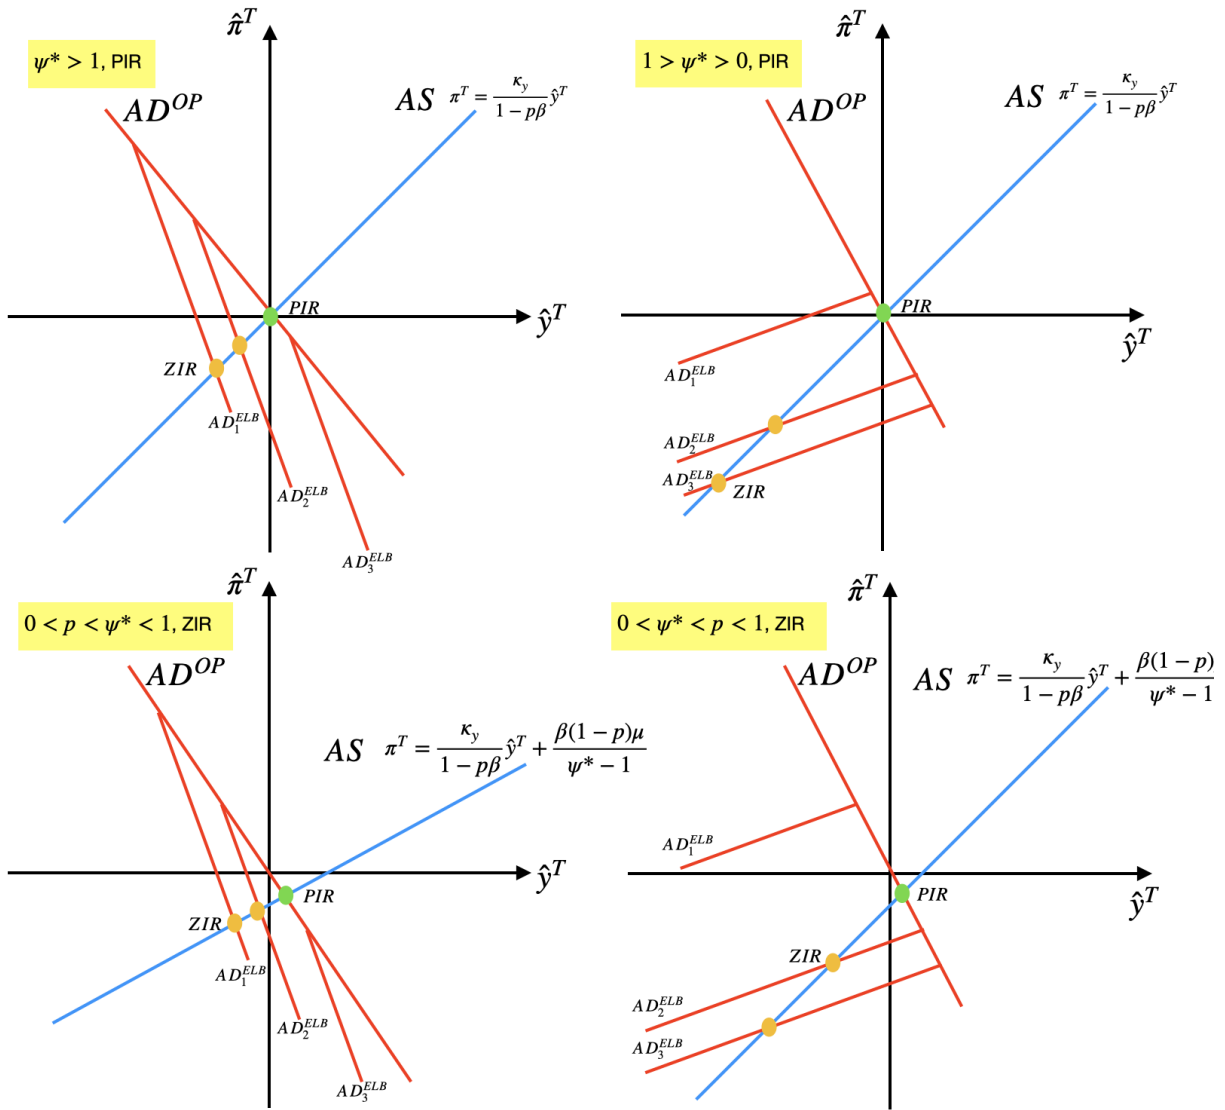 ψ* > 1, PIR
π̂^T
AD^OP
AS π^T = κ_y / (1 − pβ) ŷ^T
PIR
ŷ^T
ZIR
AD_1^ELB
AD_2^ELB
AD_3^ELB
1 > ψ* > 0, PIR
π̂^T
AD^OP
AS π^T = κ_y / (1 − pβ) ŷ^T
PIR
ŷ^T
AD_1^ELB
AD_2^ELB
AD_3^ELB
ZIR
0 < p < ψ* < 1, ZIR
π̂^T
AD^OP
AS π^T = κ_y / (1 − pβ) ŷ^T + β(1 − p)μ / (ψ* − 1)
ŷ^T
PIR
ZIR
AD_1^ELB
AD_2^ELB
AD_3^ELB
0 < ψ* < p < 1, ZIR
π̂^T
AD^OP
AS π^T = κ_y / (1 − pβ) ŷ^T + β(1 − p) / (ψ* − 1)
AD_1^ELB
PIR
ŷ^T
ZIR
AD_2^ELB
AD_3^ELB